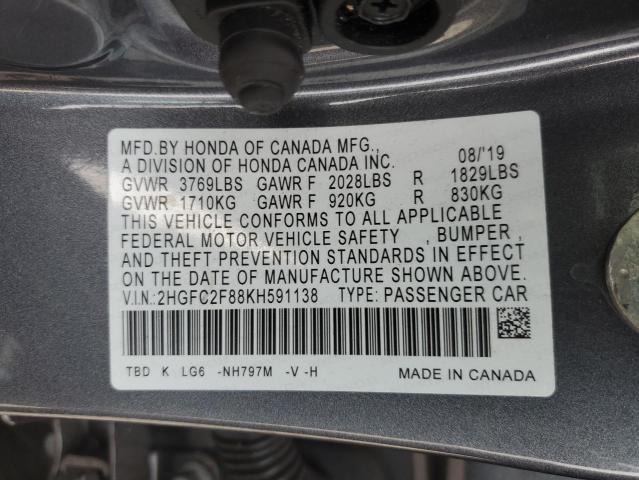 MFD.BY HONDA OF CANADA MFG.,
A DIVISION OF HONDA CANADA INC. 08/'19
GVWR 3769LBS GAWR F 2028LBS R 1829LBS
GVWR 1710KG GAWR F 920KG R 830KG
THIS VEHICLE CONFORMS TO ALL APPLICABLE
FEDERAL MOTOR VEHICLE SAFETY , BUMPER ,
AND THEFT PREVENTION STANDARDS IN EFFECT
ON THE DATE OF MANUFACTURE SHOWN ABOVE.
V.I.N.:2HGFC2F88KH591138 TYPE: PASSENGER CAR
TBD K LG6 -NH797M -V -H MADE IN CANADA